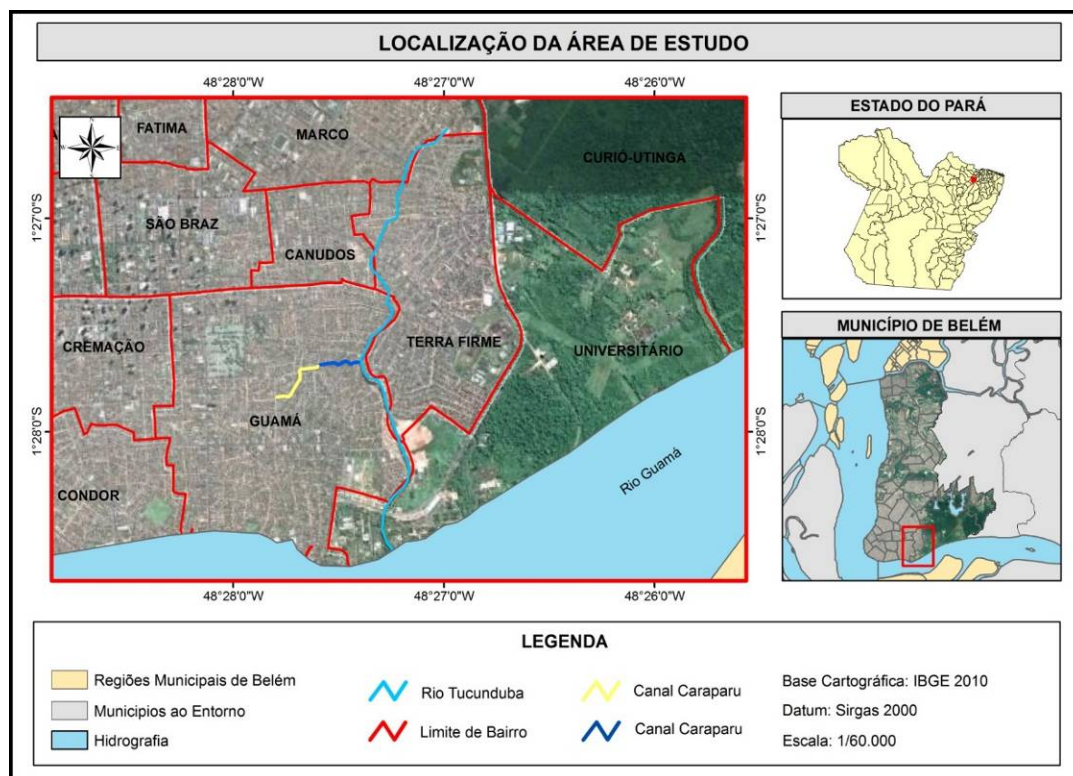 LOCALIZAÇÃO DA ÁREA DE ESTUDO
48°28'0"W
48°27'0"W
48°26'0"W
FATIMA
MARCO
CURIÓ-UTINGA
SÃO BRAZ
CANUDOS
CREMAÇÃO
TERRA FIRME
UNIVERSITÁRIO
GUAMÁ
CONDOR
Rio Guamá
1°27'0"S
1°28'0"S
1°27'0"S
1°28'0"S
48°28'0"W
48°27'0"W
48°26'0"W
ESTADO DO PARÁ
MUNICÍPIO DE BELÉM
LEGENDA
Regiões Municipais de Belém
Municipios ao Entorno
Hidrografia
Rio Tucunduba
Limite de Bairro
Canal Caraparu
Canal Caraparu
Base Cartográfica: IBGE 2010
Datum: Sirgas 2000
Escala: 1/60.000